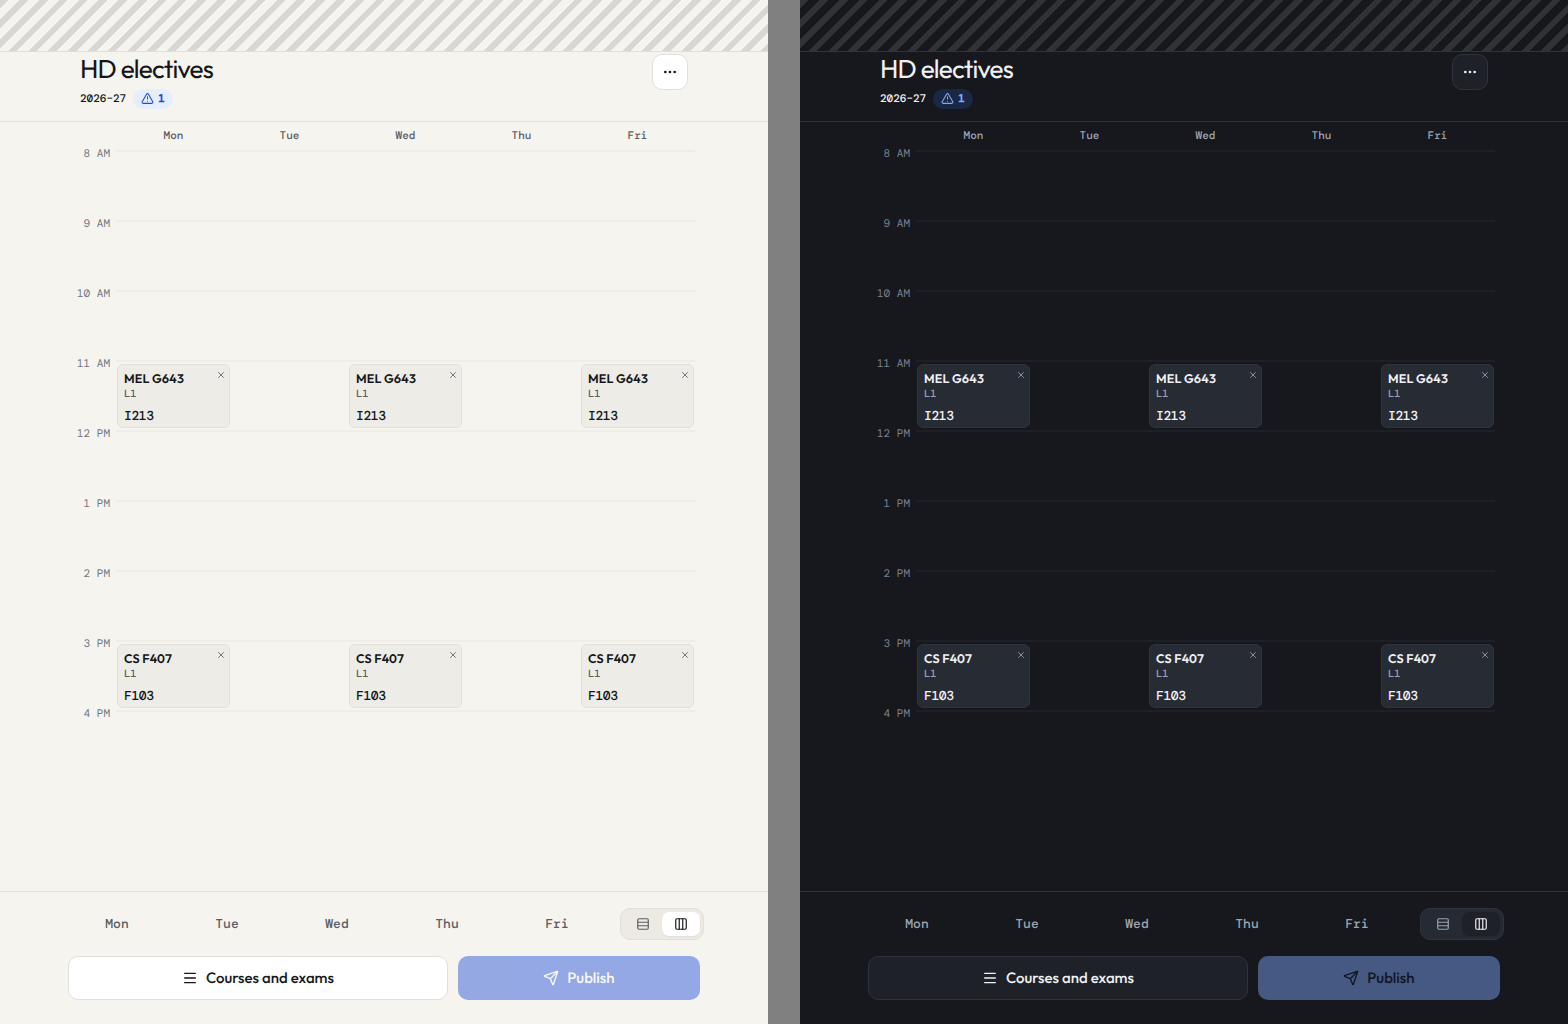 HD electives
2026-27 1
Mon Tue Wed Thu Fri
8 AM
9 AM
10 AM
11 AM
MEL G643 MEL G643 MEL G643
L1 L1 L1
I213 I213 I213
12 PM
1 PM
2 PM
3 PM
CS F407 CS F407 CS F407
L1 L1 L1
F103 F103 F103
4 PM
Mon Tue Wed Thu Fri
Courses and exams Publish
HD electives
2026-27 1
Mon Tue Wed Thu Fri
8 AM
9 AM
10 AM
11 AM
MEL G643 MEL G643 MEL G643
L1 L1 L1
I213 I213 I213
12 PM
1 PM
2 PM
3 PM
CS F407 CS F407 CS F407
L1 L1 L1
F103 F103 F103
4 PM
Mon Tue Wed Thu Fri
Courses and exams Publish